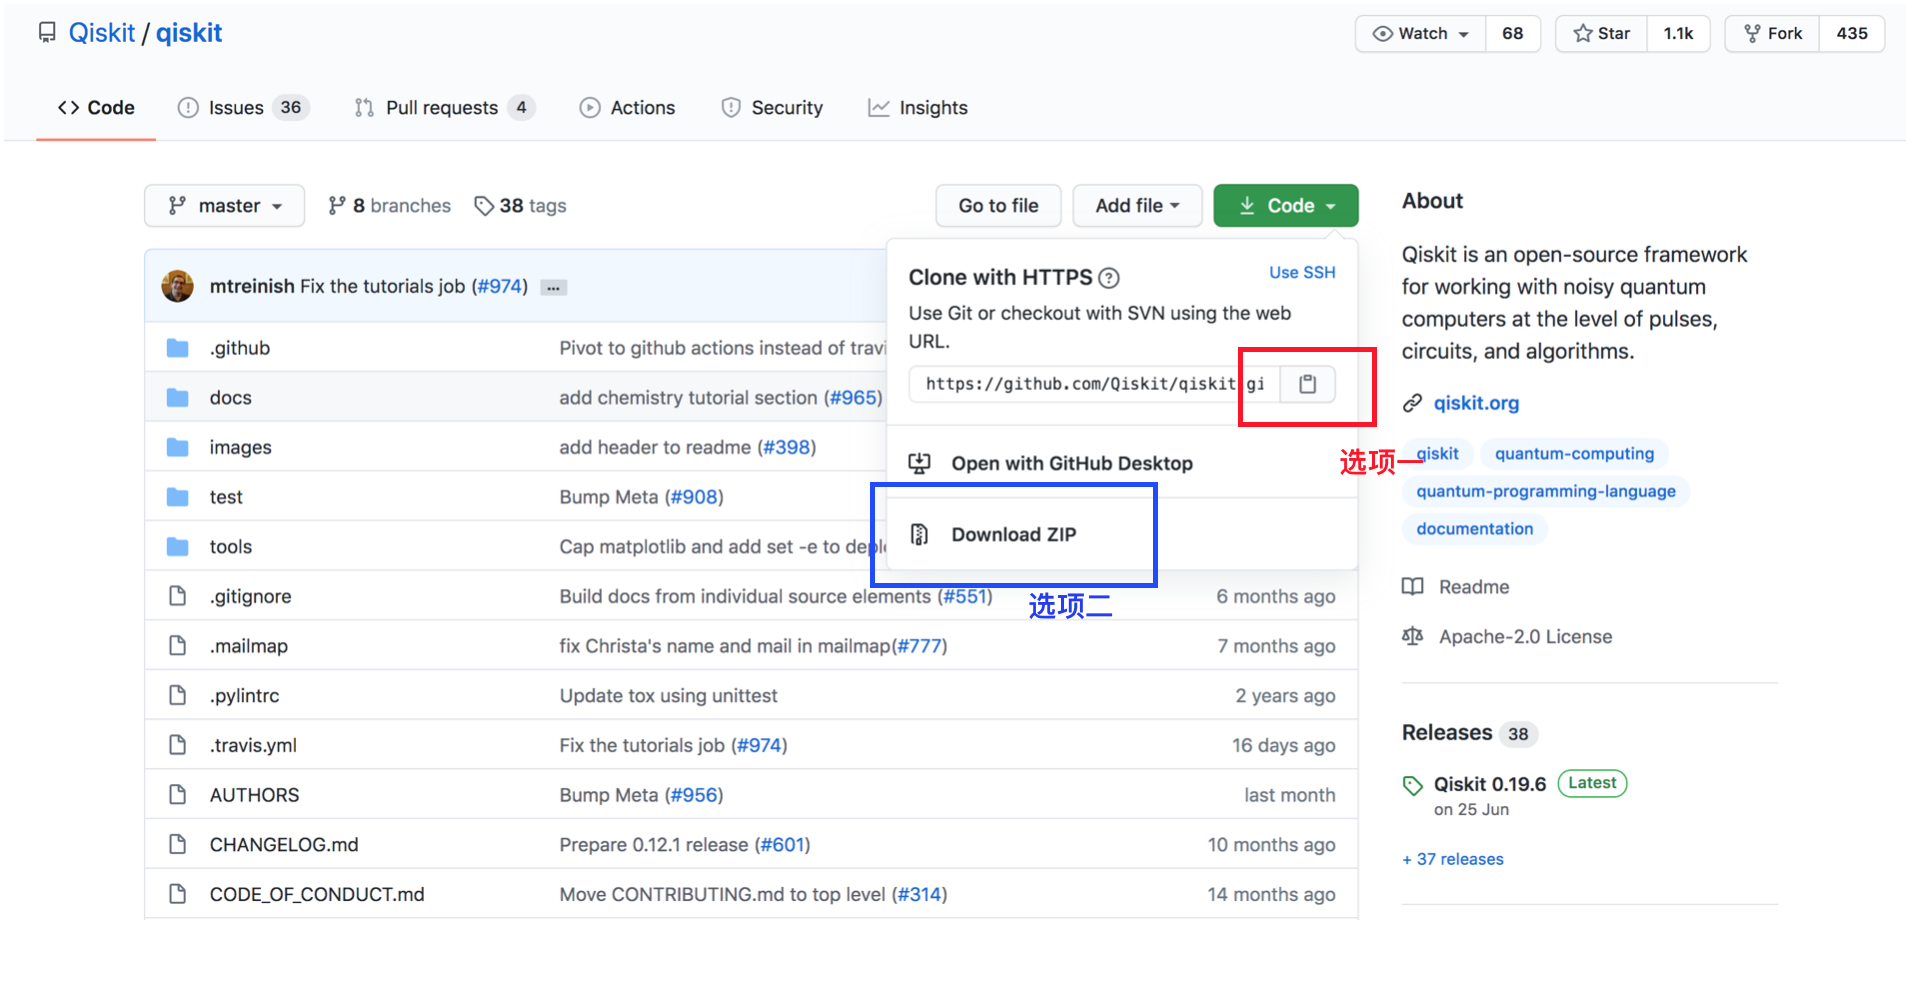 Qiskit / qiskit
Watch 68 Star 1.1k Fork 435
Code Issues 36 Pull requests 4 Actions Security Insights
master 8 branches 38 tags Go to file Add file Code
mtreinish Fix the tutorials job (#974) ...
.github Pivot to github actions instead of travi
docs add chemistry tutorial section (#965)
images add header to readme (#398)
test Bump Meta (#908)
tools Cap matplotlib and add set -e to deplo
.gitignore Build docs from individual source elements (#551) 6 months ago
.mailmap fix Christa's name and mail in mailmap(#777) 7 months ago
.pylintrc Update tox using unittest 2 years ago
.travis.yml Fix the tutorials job (#974) 16 days ago
AUTHORS Bump Meta (#956) last month
CHANGELOG.md Prepare 0.12.1 release (#601) 10 months ago
CODE_OF_CONDUCT.md Move CONTRIBUTING.md to top level (#314) 14 months ago
Clone with HTTPS ? Use SSH
Use Git or checkout with SVN using the web
URL.
https://github.com/Qiskit/qiskit.gi
选项一
Open with GitHub Desktop
Download ZIP
选项二
About
Qiskit is an open-source framework
for working with noisy quantum
computers at the level of pulses,
circuits, and algorithms.
qiskit.org
qiskit quantum-computing
quantum-programming-language
documentation
Readme
Apache-2.0 License
Releases 38
Qiskit 0.19.6 Latest
on 25 Jun
+ 37 releases